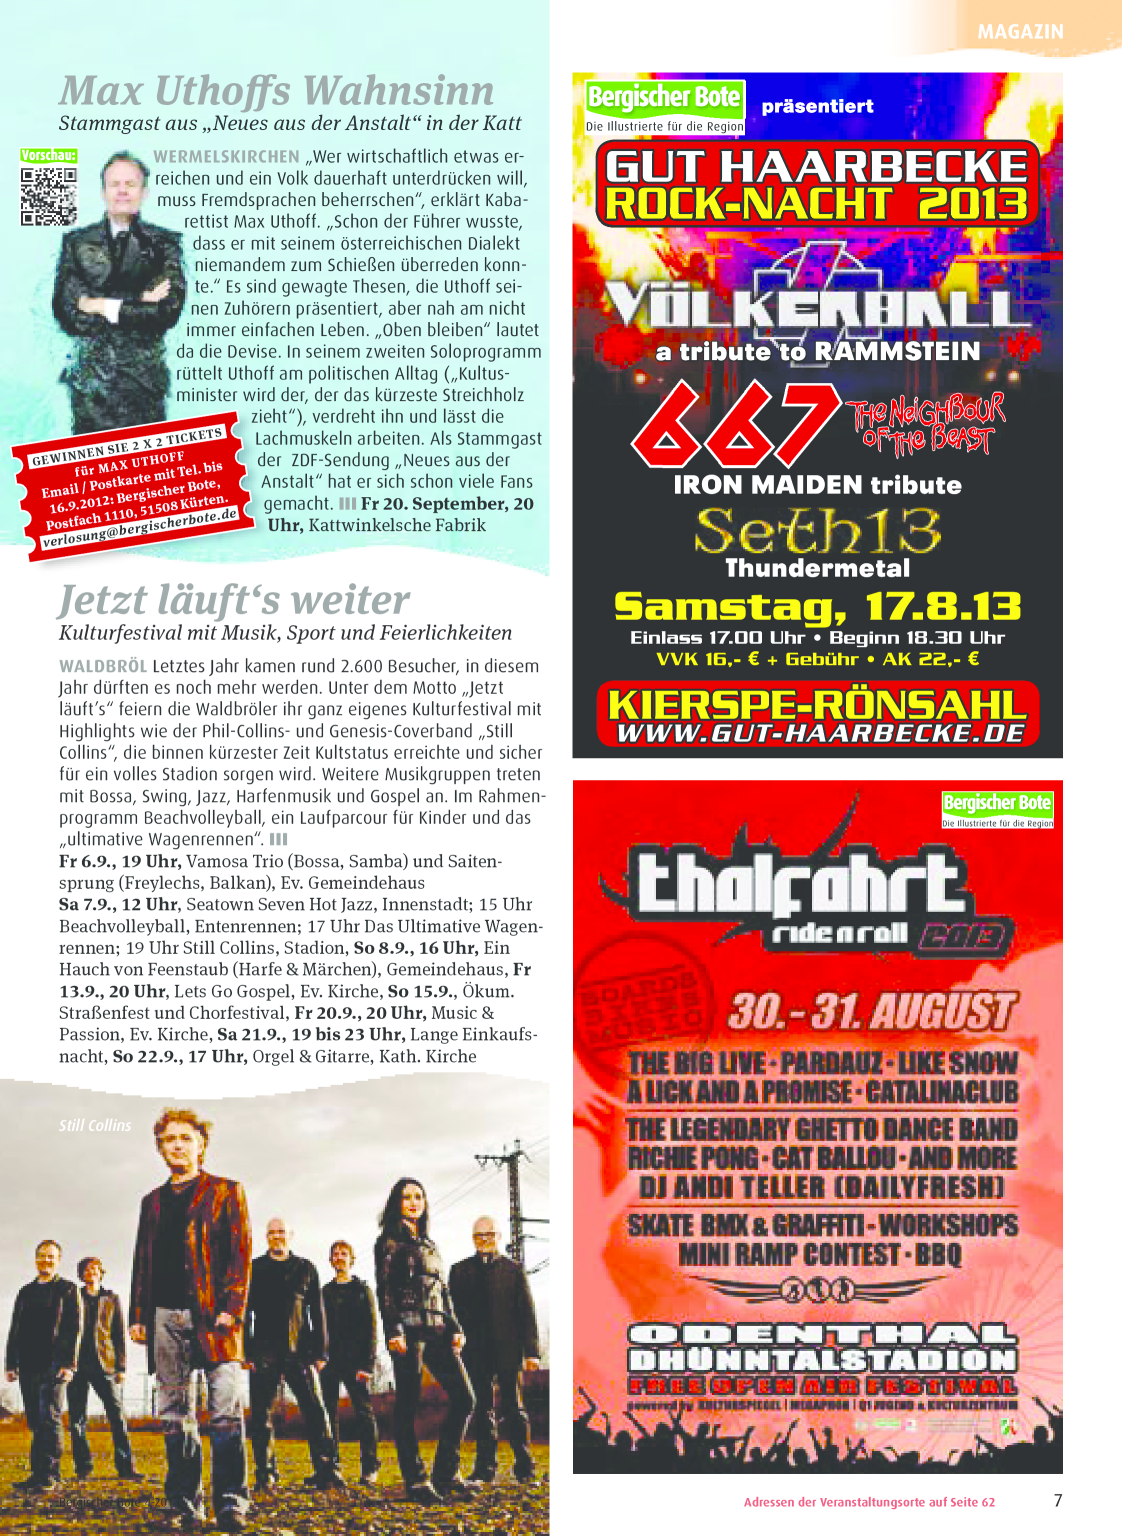 MAGAZIN
Max Uthoffs Wahnsinn
Stammgast aus „Neues aus der Anstalt“ in der Katt
Vorschau:
WERMELSKIRCHEN „Wer wirtschaftlich etwas er-
reichen und ein Volk dauerhaft unterdrücken will,
muss Fremdsprachen beherrschen“, erklärt Kaba-
rettist Max Uthoff. „Schon der Führer wusste,
dass er mit seinem österreichischen Dialekt
niemandem zum Schießen überreden konn-
te.“ Es sind gewagte Thesen, die Uthoff sei-
nen Zuhörern präsentiert, aber nah am nicht
immer einfachen Leben. „Oben bleiben“ lautet
da die Devise. In seinem zweiten Soloprogramm
rüttelt Uthoff am politischen Alltag („Kultus-
minister wird der, der das kürzeste Streichholz
zieht“), verdreht ihn und lässt die
Lachmuskeln arbeiten. Als Stammgast
der ZDF-Sendung „Neues aus der
Anstalt“ hat er sich schon viele Fans
gemacht. III Fr 20. September, 20
Uhr, Kattwinkelsche Fabrik
GEWINNEN SIE 2 X 2 TICKETS
für MAX UTHOFF
Email / Postkarte mit Tel. bis
16.9.2012: Bergischer Bote,
Postfach 1110, 51508 Kürten.
verlosung@bergischerbote.de
Jetzt läuft‘s weiter
Kulturfestival mit Musik, Sport und Feierlichkeiten
WALDBRÖL Letztes Jahr kamen rund 2.600 Besucher, in diesem
Jahr dürften es noch mehr werden. Unter dem Motto „Jetzt
läuft’s“ feiern die Waldbröler ihr ganz eigenes Kulturfestival mit
Highlights wie der Phil-Collins- und Genesis-Coverband „Still
Collins“, die binnen kürzester Zeit Kultstatus erreichte und sicher
für ein volles Stadion sorgen wird. Weitere Musikgruppen treten
mit Bossa, Swing, Jazz, Harfenmusik und Gospel an. Im Rahmen-
programm Beachvolleyball, ein Laufparcour für Kinder und das
„ultimative Wagenrennen“. III
Fr 6.9., 19 Uhr, Vamosa Trio (Bossa, Samba) und Saiten-
sprung (Freylechs, Balkan), Ev. Gemeindehaus
Sa 7.9., 12 Uhr, Seatown Seven Hot Jazz, Innenstadt; 15 Uhr
Beachvolleyball, Entenrennen; 17 Uhr Das Ultimative Wagen-
rennen; 19 Uhr Still Collins, Stadion, So 8.9., 16 Uhr, Ein
Hauch von Feenstaub (Harfe & Märchen), Gemeindehaus, Fr
13.9., 20 Uhr, Lets Go Gospel, Ev. Kirche, So 15.9., Ökum.
Straßenfest und Chorfestival, Fr 20.9., 20 Uhr, Music &
Passion, Ev. Kirche, Sa 21.9., 19 bis 23 Uhr, Lange Einkaufs-
nacht, So 22.9., 17 Uhr, Orgel & Gitarre, Kath. Kirche
Still Collins
Bergischer Bote
Bergischer Bote
Die Illustrierte für die Region
präsentiert
GUT HAARBECKE
ROCK-NACHT 2013
VÖLKERBALL
a tribute to RAMMSTEIN
667
THE NEIGHBOUR
OF THE BEAST
IRON MAIDEN tribute
Seth13
Thundermetal
Samstag, 17.8.13
Einlass 17.00 Uhr • Beginn 18.30 Uhr
VVK 16,- € + Gebühr • AK 22,- €
KIERSPE-RÖNSAHL
WWW.GUT-HAARBECKE.DE
Bergischer Bote
Die Illustrierte für die Region
thalfahrt
ride n roll 2013
BOARDS
BIKES
30.- 31. AUGUST
THE BIG LIVE · PARDAUZ · LIKE SNOW
A LICK AND A PROMISE · CATALINACLUB
THE LEGENDARY GHETTO DANCE BAND
RICHIE PONG · CAT BALLOU · AND MORE
DJ ANDI TELLER (DAILYFRESH)
SKATE BMX & GRAFFITI - WORKSHOPS
MINI RAMP CONTEST · BBQ
ODENTHAL
DHÜNNTALSTADION
FREE OPEN AIR FESTIVAL
powered by KULTURSPIEGEL | MEGAPHON | Q1 JUGEND & KULTURZENTRUM
Adressen der Veranstaltungsorte auf Seite 62
7